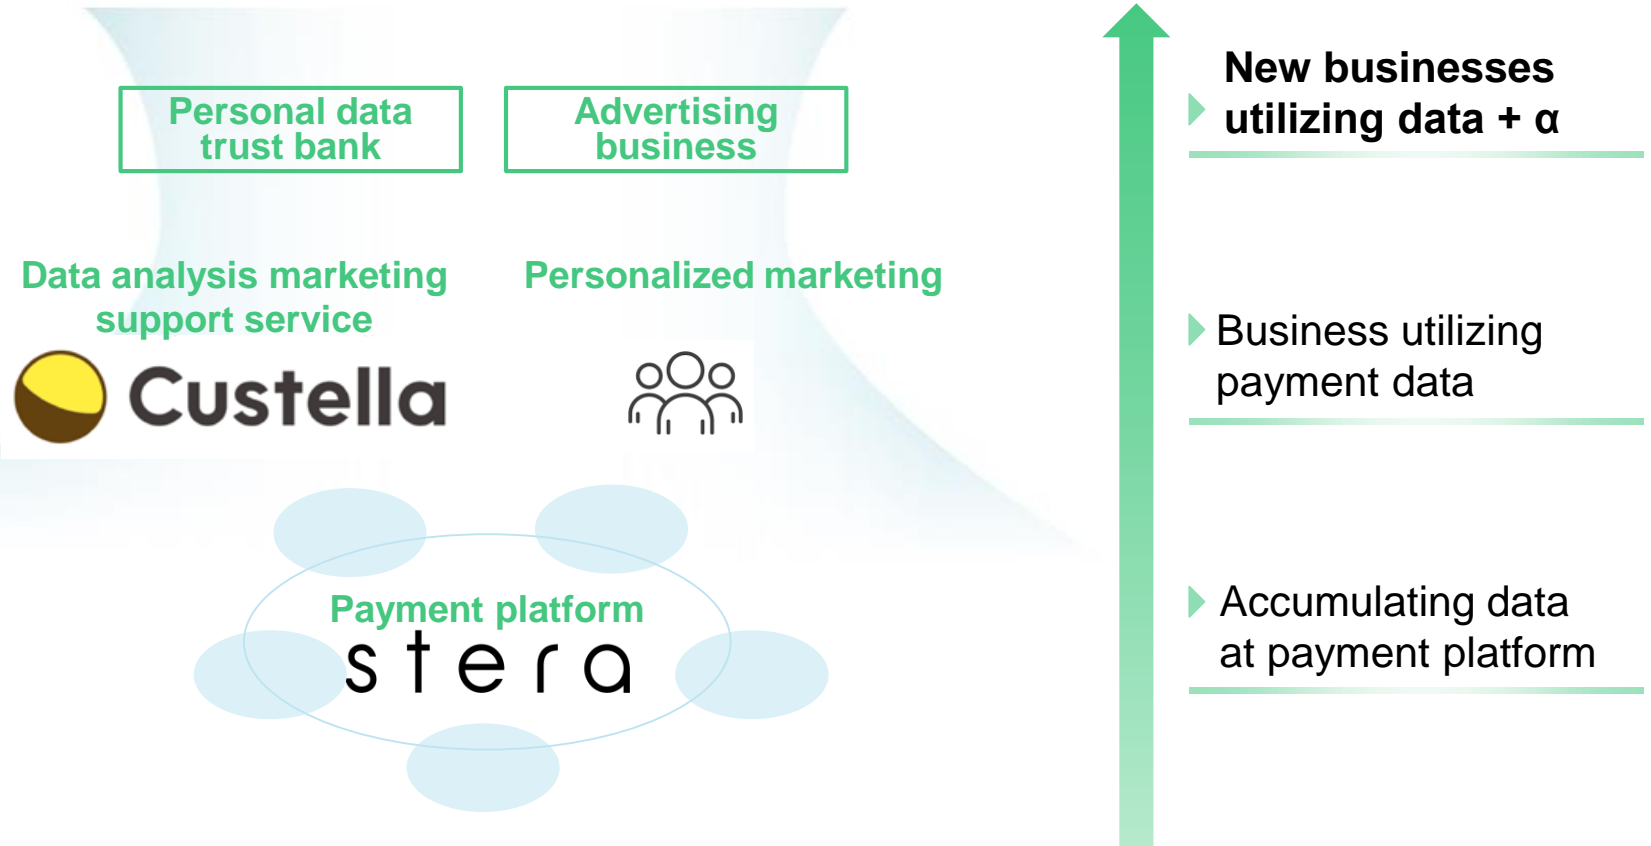 Personal data
trust bank
Advertising
business
New businesses
utilizing data + α
Data analysis marketing
support service
Custella
Personalized marketing
Business utilizing
payment data
Payment platform
stera
Accumulating data
at payment platform